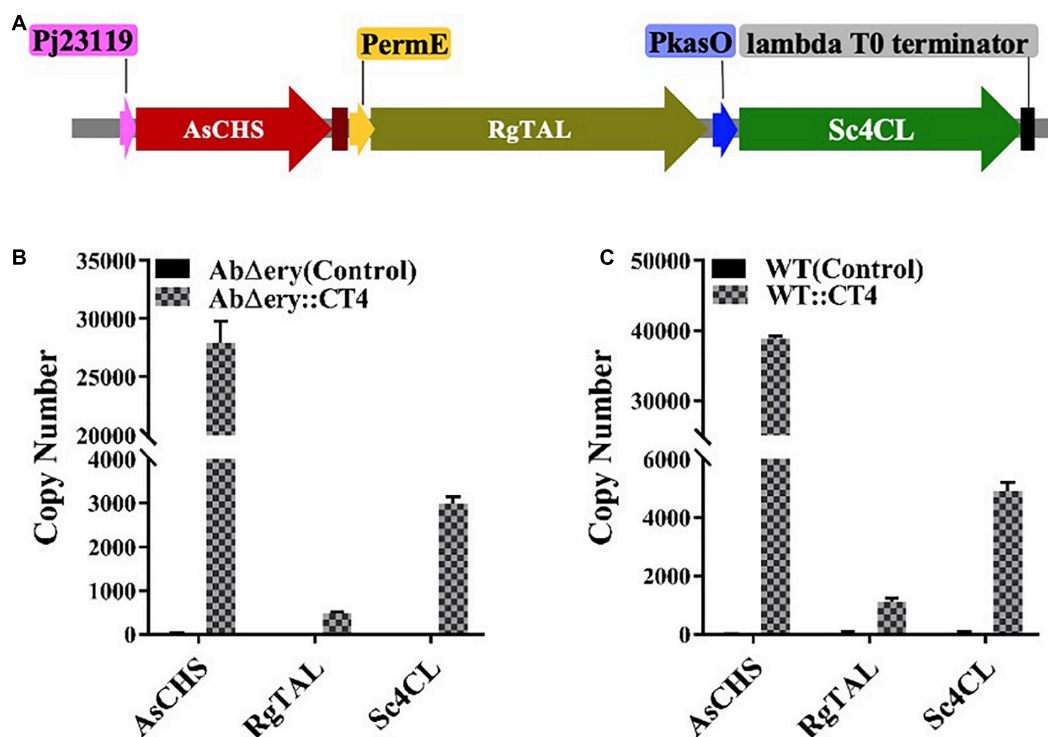 A
Pj23119
PermE
PkasO
lambda T0 terminator
AsCHS
RgTAL
Sc4CL
B
35000
30000
25000
20000
4000
3000
2000
1000
0
Copy Number
AbΔery(Control)
AbΔery::CT4
AsCHS
RgTAL
Sc4CL
C
50000
40000
30000
6000
4000
2000
0
Copy Number
WT(Control)
WT::CT4
AsCHS
RgTAL
Sc4CL